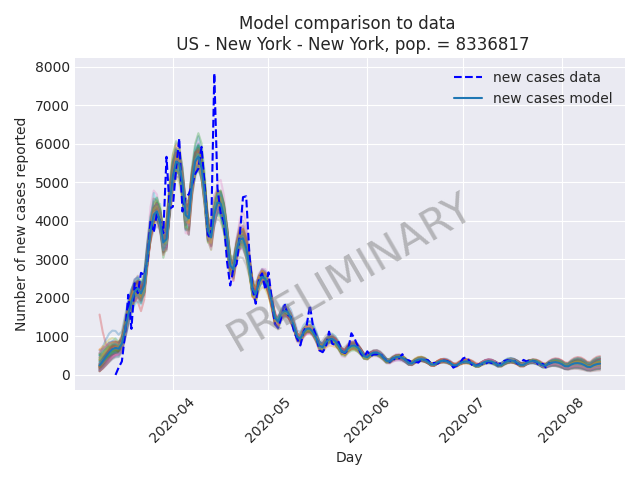 Model comparison to data
US - New York - New York, pop. = 8336817
8000
7000
6000
5000
4000
3000
2000
1000
0
Number of new cases reported
new cases data
new cases model
PRELIMINARY
2020-04
2020-05
2020-06
2020-07
2020-08
Day